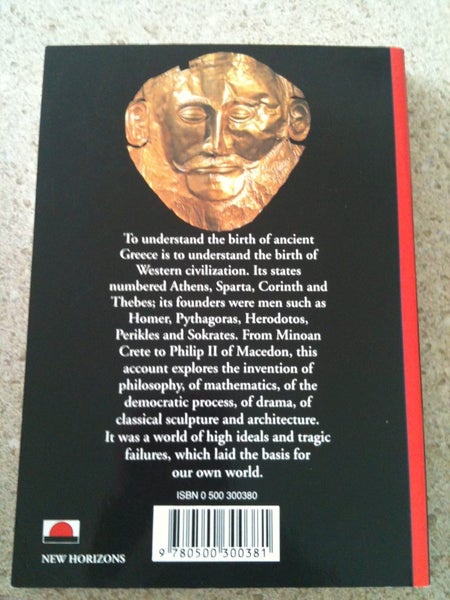 To understand the birth of ancient
Greece is to understand the birth of
Western civilization. Its states
numbered Athens, Sparta, Corinth and
Thebes; its founders were men such as
Homer, Pythagoras, Herodotos,
Perikles and Sokrates. From Minoan
Crete to Philip II of Macedon, this
account explores the invention of
philosophy, of mathematics, of the
democratic process, of drama, of
classical sculpture and architecture.
It was a world of high ideals and tragic
failures, which laid the basis for
our own world.
ISBN 0 500 300380
9 780500 300381
NEW HORIZONS